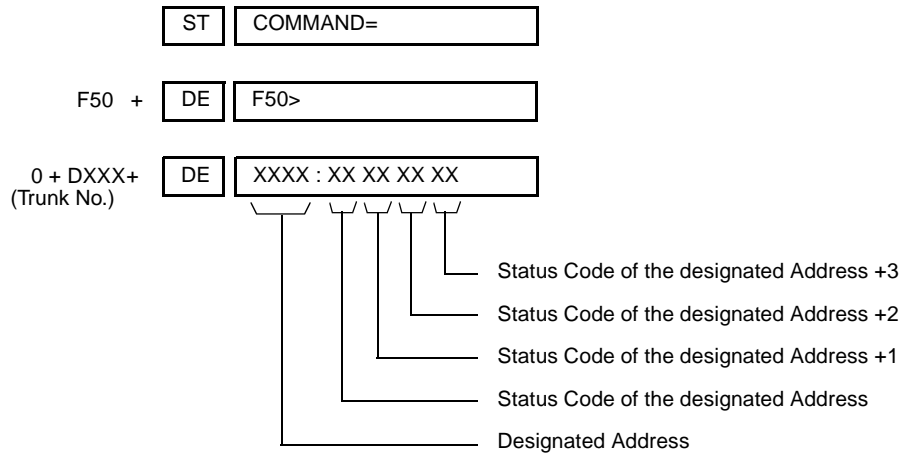 ST COMMAND=
F50 + DE F50>
0 + DXXX+ DE XXXX : XX XX XX XX
(Trunk No.)
Status Code of the designated Address +3
Status Code of the designated Address +2
Status Code of the designated Address +1
Status Code of the designated Address
Designated Address